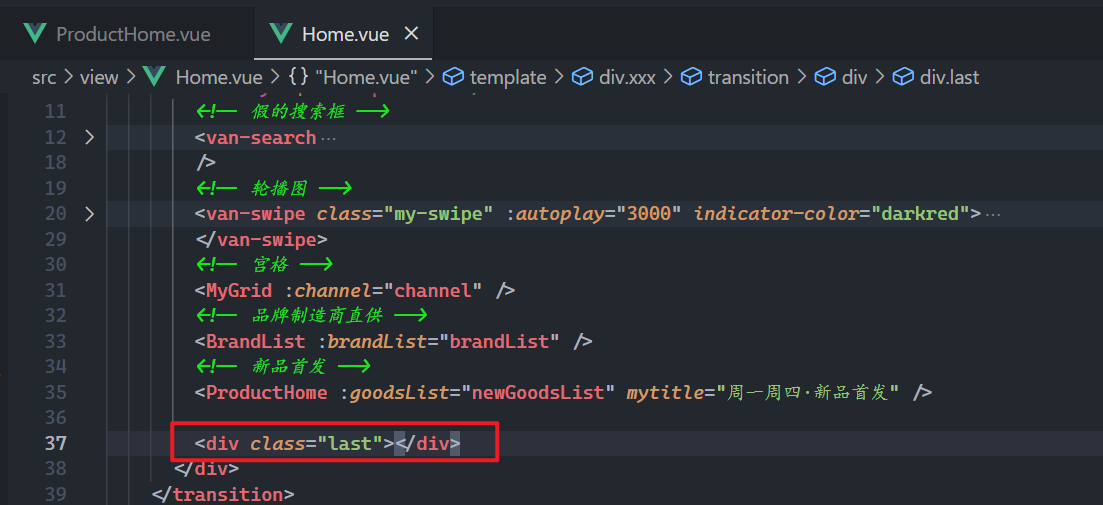 ProductHome.vue Home.vue ×
src > view > Home.vue > {} "Home.vue" > template > div.xxx > transition > div > div.last
11 <!-- 假的搜索框 -->
12 <van-search ···
18 />
19 <!-- 轮播图 -->
20 <van-swipe class="my-swipe" :autoplay="3000" indicator-color="darkred"> ···
29 </van-swipe>
30 <!-- 宫格 -->
31 <MyGrid :channel="channel" />
32 <!-- 品牌制造商直供 -->
33 <BrandList :brandList="brandList" />
34 <!-- 新品首发 -->
35 <ProductHome :goodsList="newGoodsList" mytitle="周一周四·新品首发" />
36
37 <div class="last"></div>
38 </div>
39 </transition>